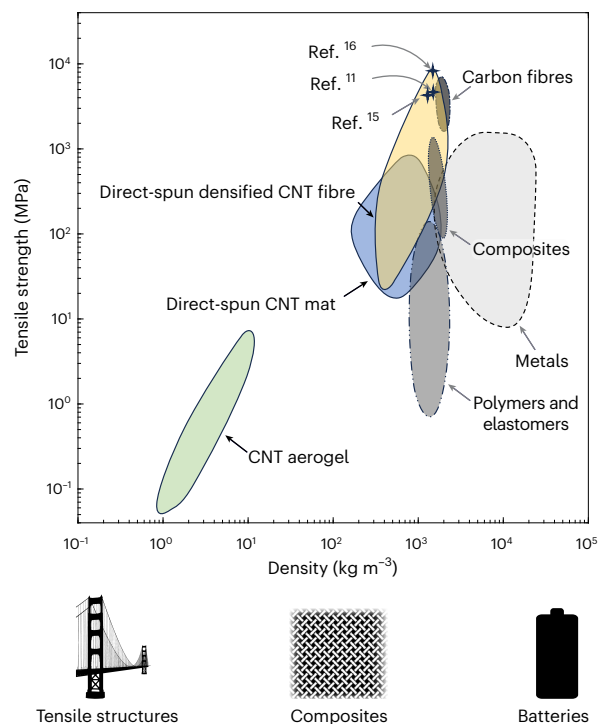 Tensile strength (MPa)
10⁴
10³
10²
10¹
10⁰
10⁻¹
Ref. ¹⁶
Ref. ¹¹
Ref. ¹⁵
Carbon fibres
Direct-spun densified CNT fibre
Composites
Direct-spun CNT mat
Metals
Polymers and
elastomers
CNT aerogel
10⁻¹
10⁰
10¹
10²
10³
10⁴
10⁵
Density (kg m⁻³)
Tensile structures
Composites
Batteries